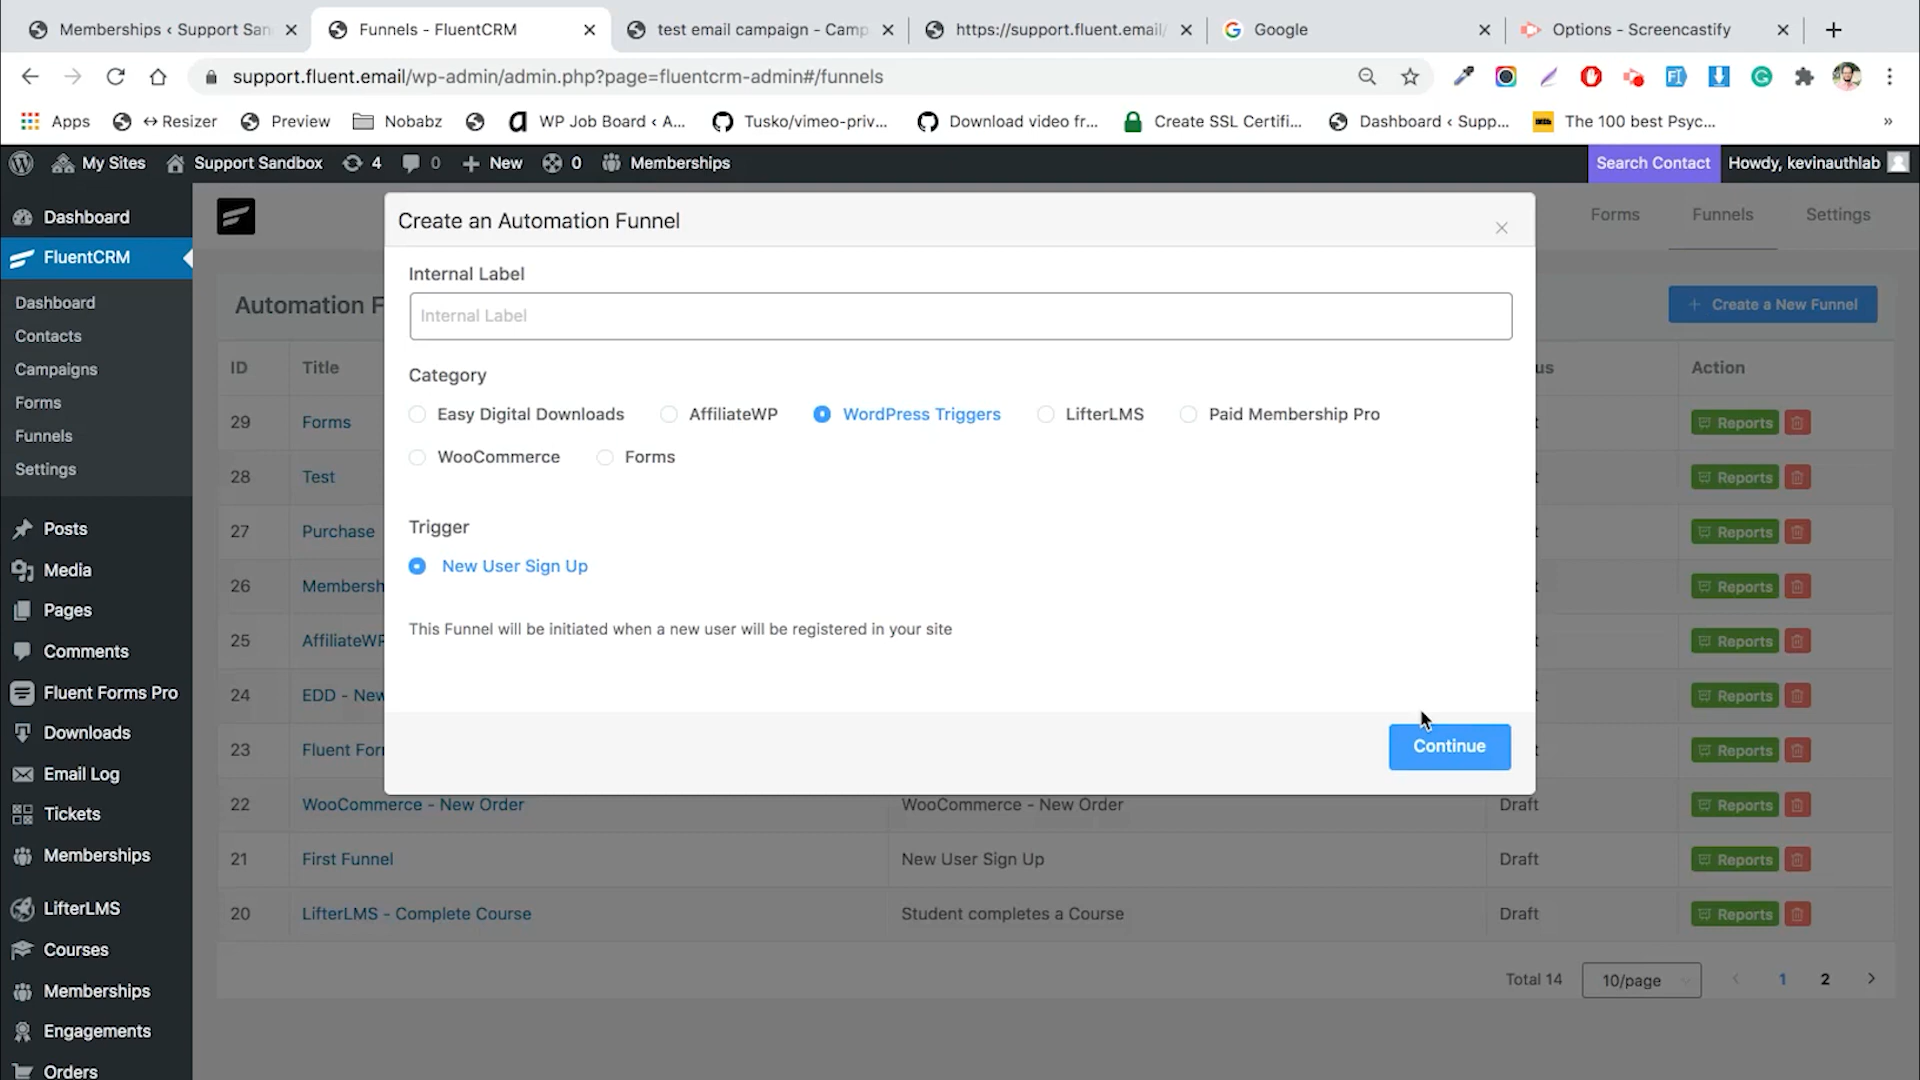 Memberships ‹ Support San
Funnels - FluentCRM
test email campaign - Camp
https://support.fluent.email/
Google
Options - Screencastify
support.fluent.email/wp-admin/admin.php?page=fluentcrm-admin#/funnels
Apps
↔ Resizer
Preview
Nobabz
WP Job Board ‹ A...
Tusko/vimeo-priv...
Download video fr...
Create SSL Certifi...
Dashboard ‹ Supp...
The 100 best Psyc...
»
My Sites
Support Sandbox
4
0
New
0
Memberships
Search Contact
Howdy, kevinauthlab
Dashboard
FluentCRM
Dashboard
Contacts
Campaigns
Forms
Funnels
Settings
Posts
Media
Pages
Comments
Fluent Forms Pro
Downloads
Email Log
Tickets
Memberships
LifterLMS
Courses
Memberships
Engagements
Orders
Forms
Funnels
Settings
Automation F
+ Create a New Funnel
Create an Automation Funnel
Internal Label
Internal Label
Category
Easy Digital Downloads
AffiliateWP
WordPress Triggers
LifterLMS
Paid Membership Pro
WooCommerce
Forms
Trigger
New User Sign Up
This Funnel will be initiated when a new user will be registered in your site
Continue
ID Title us Action
29 Forms t Reports
28 Test t Reports
27 Purchase t Reports
26 Membersh t Reports
25 AffiliateWP t Reports
24 EDD - New t Reports
23 Fluent For t Reports
22 WooCommerce - New Order WooCommerce - New Order Draft Reports
21 First Funnel New User Sign Up Draft Reports
20 LifterLMS - Complete Course Student completes a Course Draft Reports
Total 14 10/page 1 2